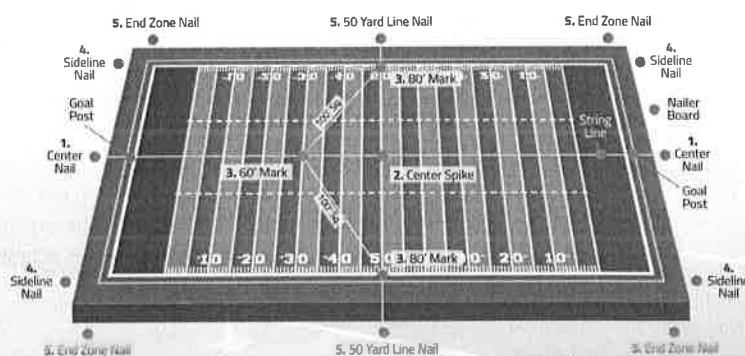 5. End Zone Nail
5. 50 Yard Line Nail
5. End Zone Nail
4.
Sideline
Nail
4.
Sideline
Nail
3. 80' Mark
Goal
Post
Nailer
Board
String
Line
1.
Center
Nail
3. 60' Mark
2. Center Spike
1.
Center
Nail
Goal
Post
3. 80' Mark
4.
Sideline
Nail
4.
Sideline
Nail
5. End Zone Nail
5. 50 Yard Line Nail
5. End Zone Nail